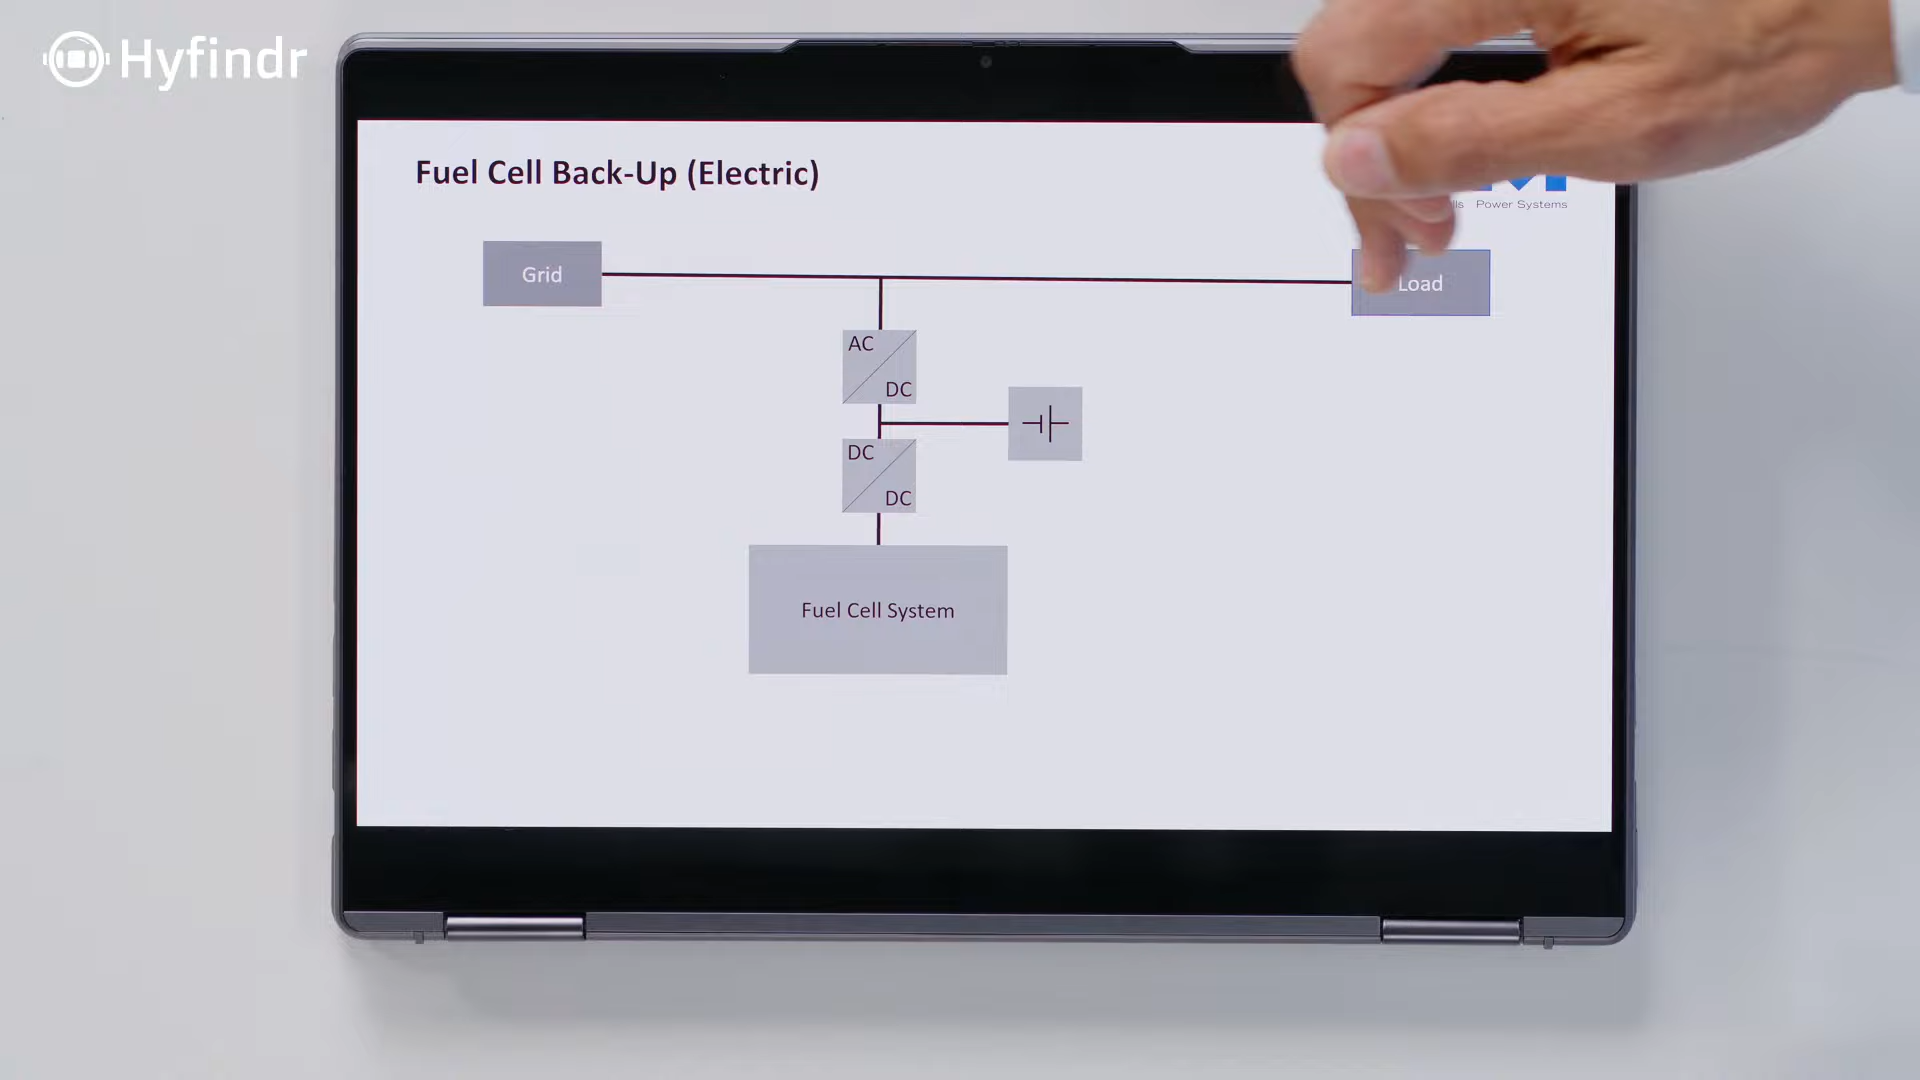 Hyfindr
Fuel Cell Back-Up (Electric)
Power Systems
Grid
Load
AC
DC
DC
DC
Fuel Cell System